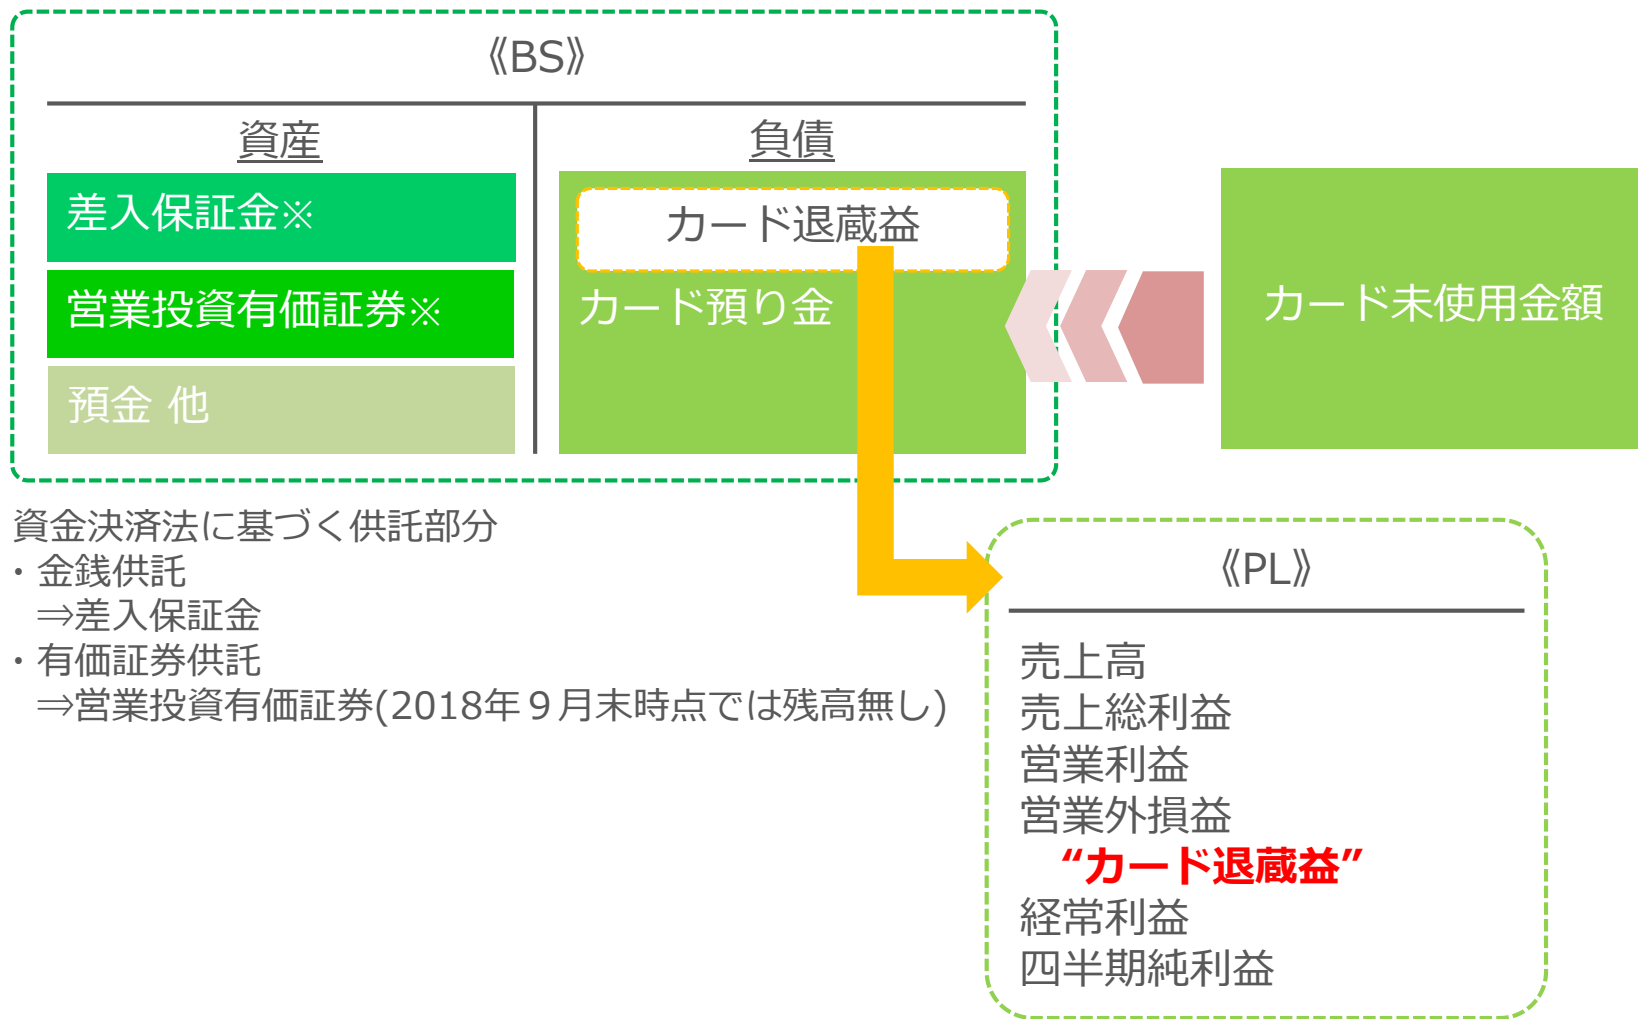 《BS》
資産
負債
差入保証金※
営業投資有価証券※
預金 他
カード退蔵益
カード預り金
カード未使用金額
資金決済法に基づく供託部分
・金銭供託
⇒差入保証金
・有価証券供託
⇒営業投資有価証券(2018年９月末時点では残高無し)
《PL》
売上高
売上総利益
営業利益
営業外損益
“カード退蔵益”
経常利益
四半期純利益